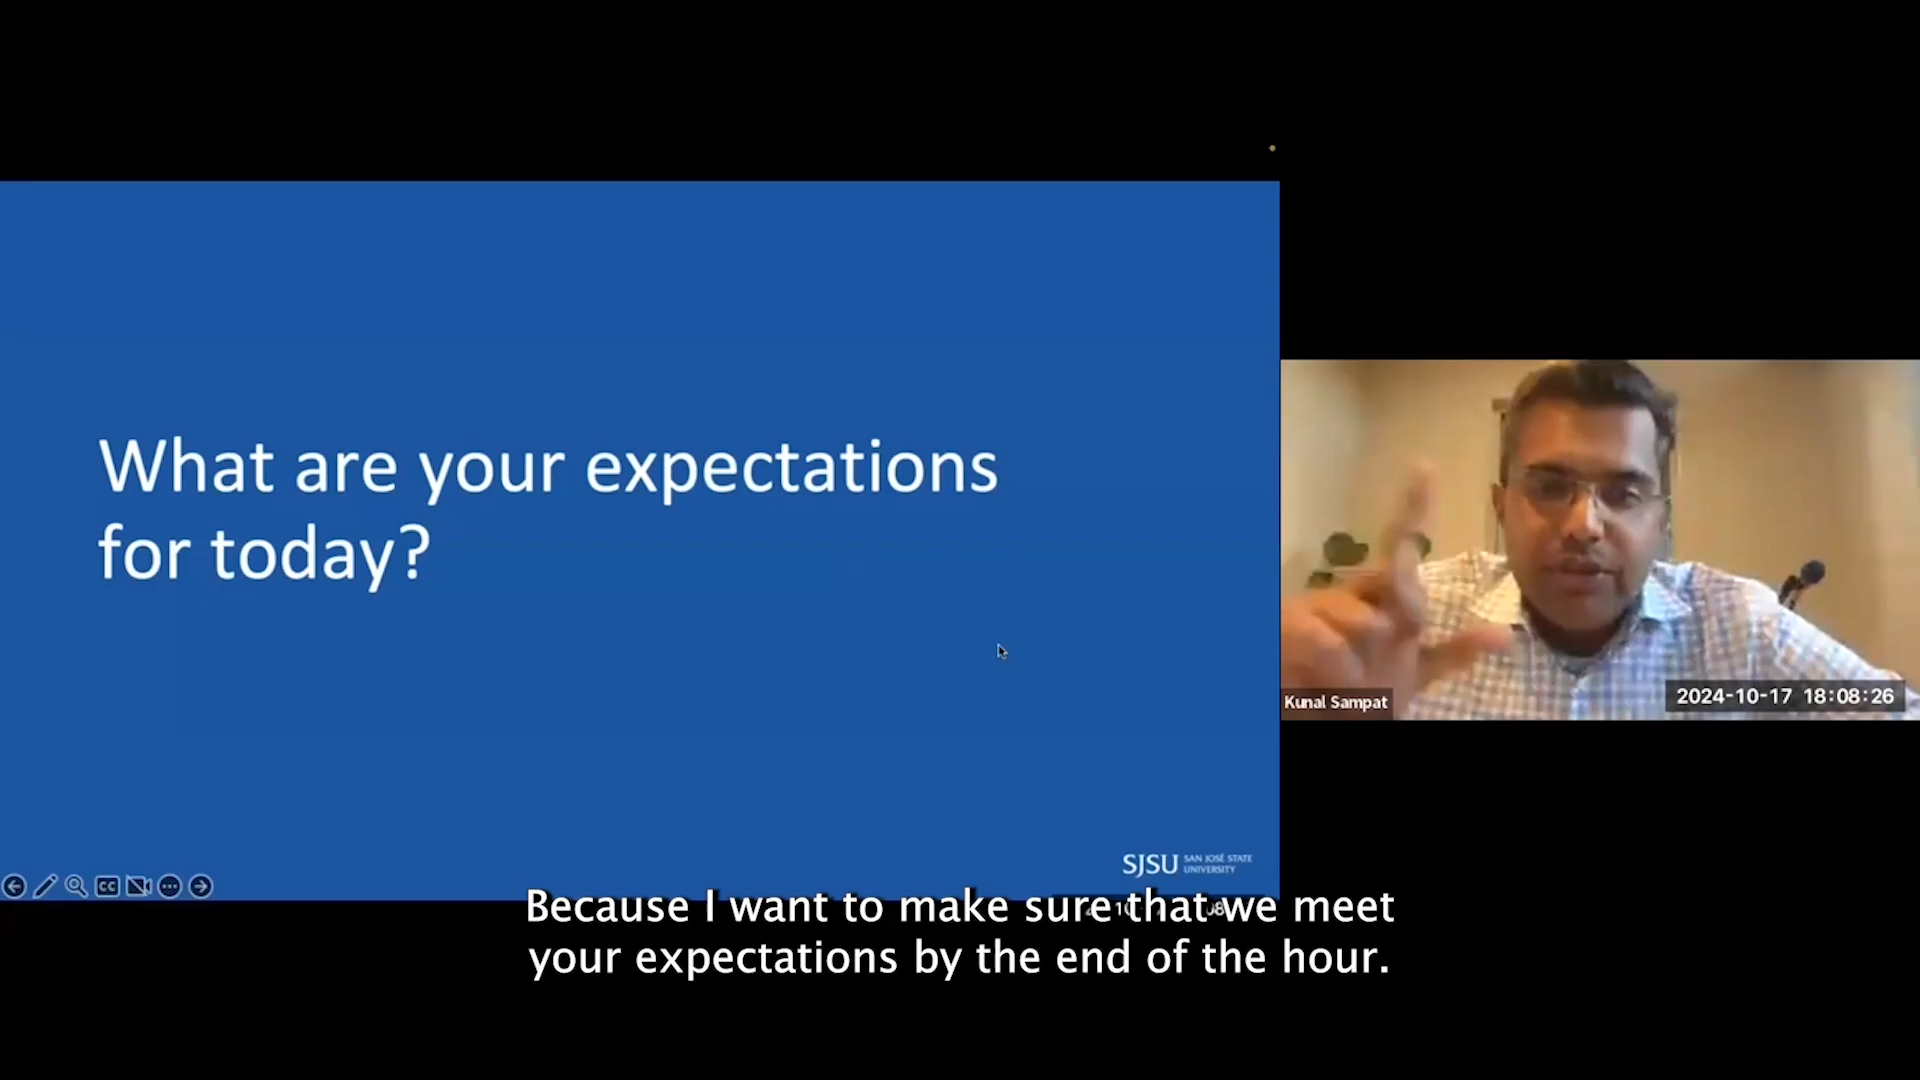 What are your expectations
for today?
Kunal Sampat
2024-10-17 18:08:26
CC
SJSU
SAN JOSÉ STATE
UNIVERSITY
Because I want to make sure that we meet
your expectations by the end of the hour.